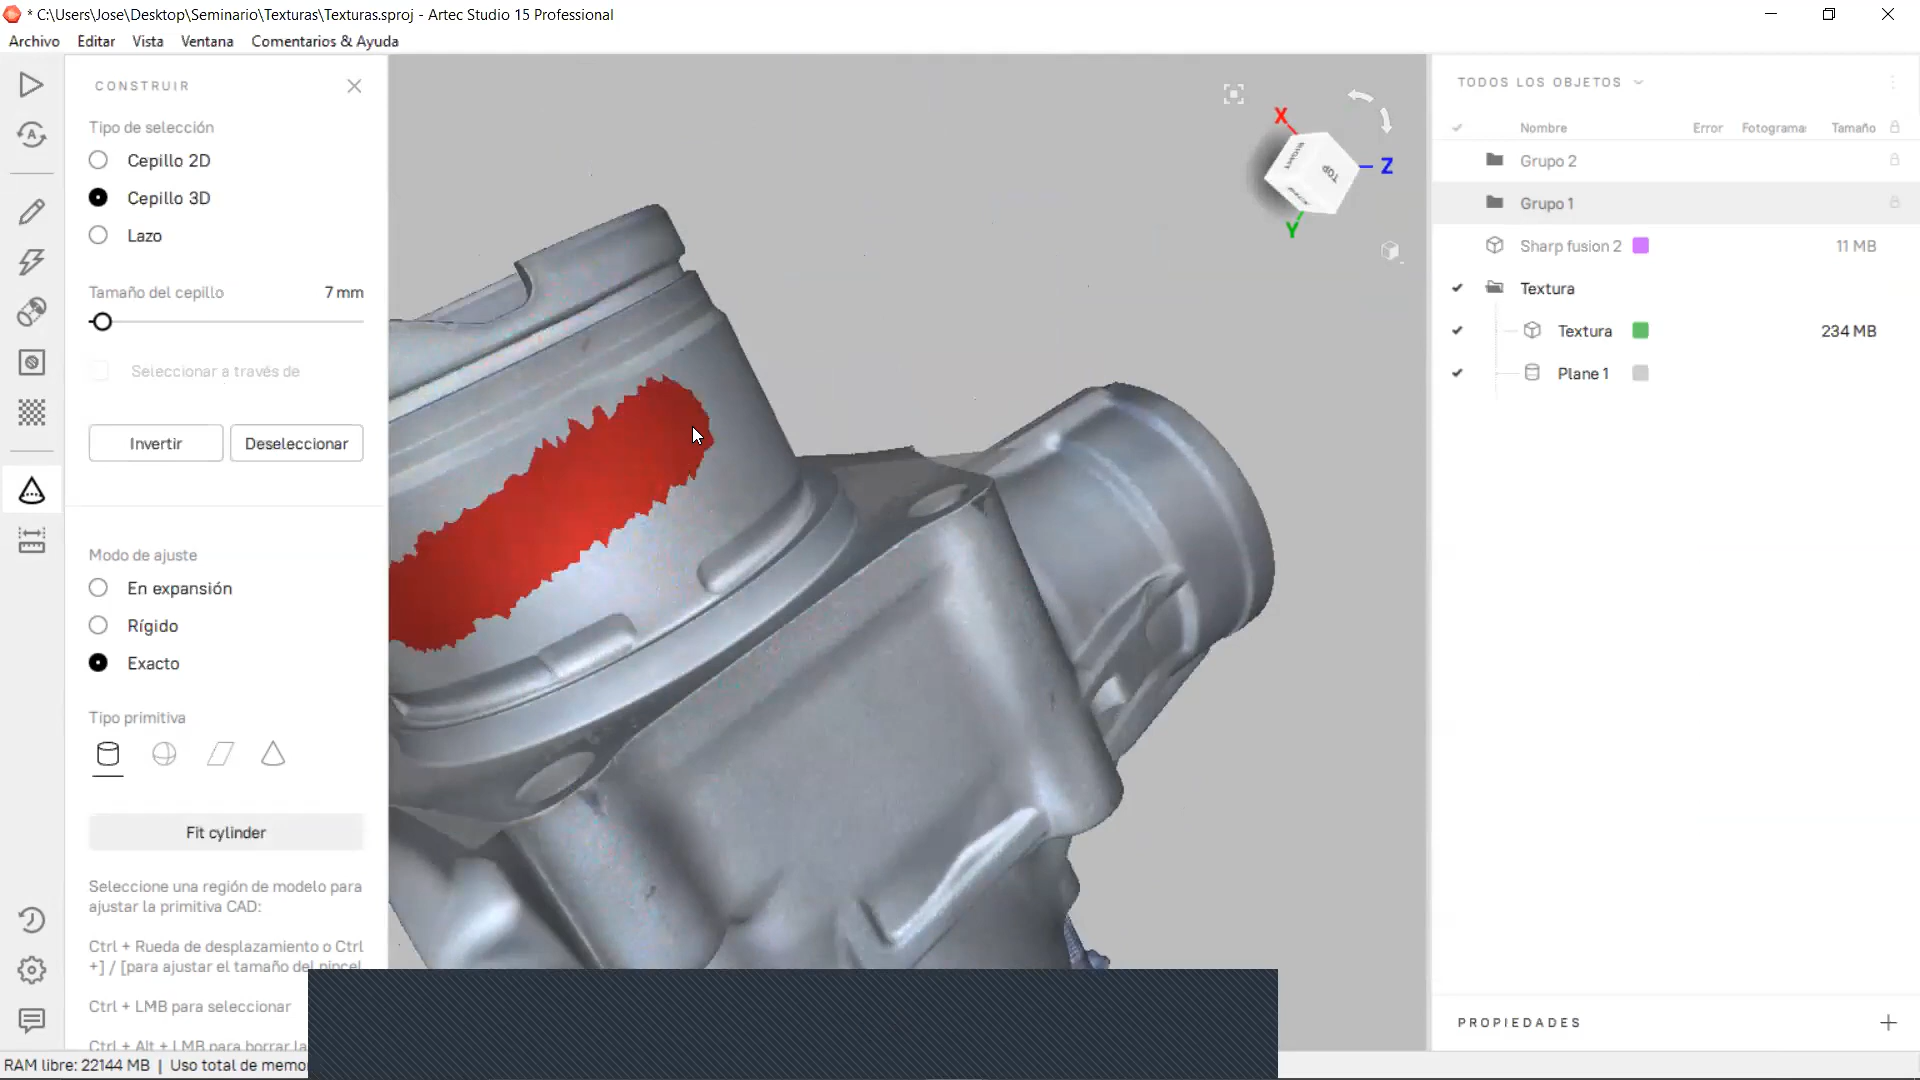 * C:\Users\Jose\Desktop\Seminario\Texturas\Texturas.sproj - Artec Studio 15 Professional
Archivo Editar Vista Ventana Comentarios & Ayuda
CONSTRUIR
Tipo de selección
Cepillo 2D
Cepillo 3D
Lazo
Tamaño del cepillo 7 mm
Seleccionar a través de
Invertir Deseleccionar
Modo de ajuste
En expansión
Rígido
Exacto
Tipo primitiva
Fit cylinder
Seleccione una región de modelo para
ajustar la primitiva CAD:
Ctrl + Rueda de desplazamiento o Ctrl
+] / [para ajustar el tamaño del pincel
Ctrl + LMB para seleccionar
Ctrl + Alt + LMB para borrar la
RAM libre: 22144 MB | Uso total de memo
X
Z
Y
RIGHT
TOP
TODOS LOS OBJETOS
Nombre Error Fotograma Tamaño
Grupo 2
Grupo 1
Sharp fusion 2 11 MB
Textura
Textura 234 MB
Plane 1
PROPIEDADES